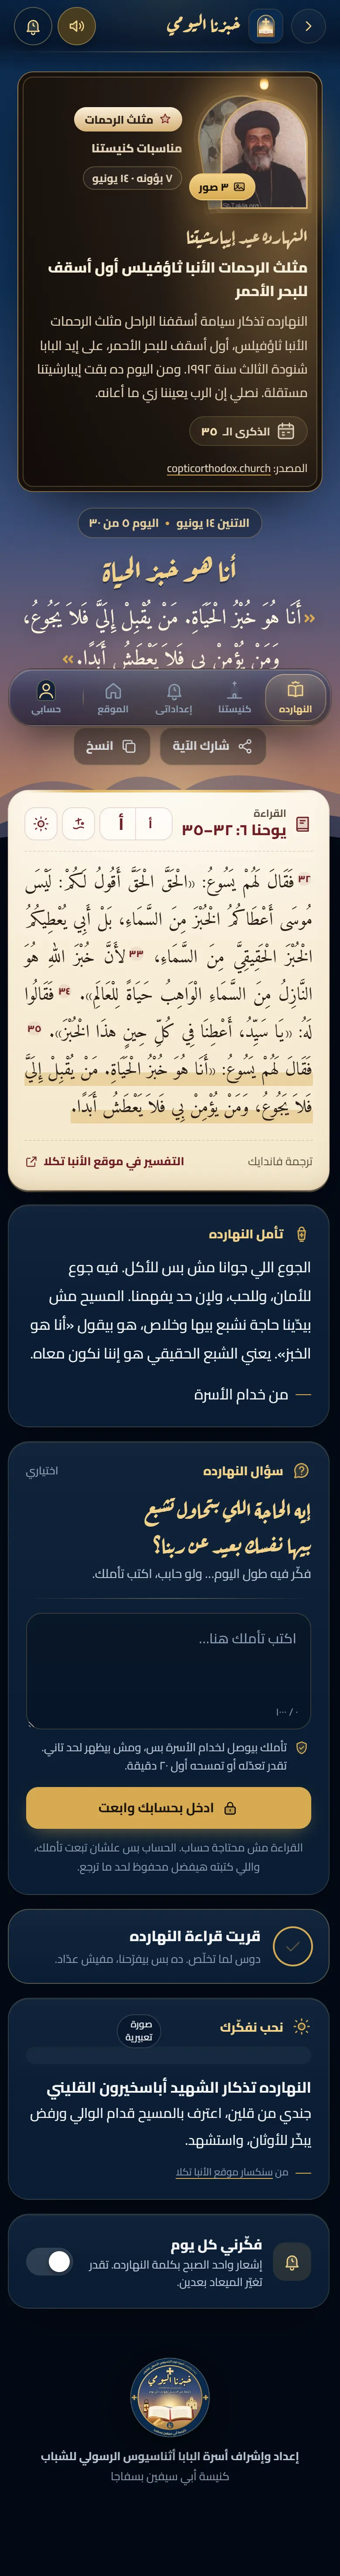 خبزنا اليومي
مثلث الرحمات
مناسبات كنيستنا
٧ بؤونه · ١٤ يونيو
٣ صور
St-Takla.org
النهارده عيد إيبارشيتنا
مثلث الرحمات الأنبا ثاؤفيلس أول أسقف
للبحر الأحمر
النهارده تذكار سيامة أسقفنا الراحل مثلث الرحمات
الأنبا ثاؤفيلس، أول أسقف للبحر الأحمر، على إيد البابا
شنودة الثالث سنة ١٩٩٢. ومن اليوم ده بقت إيبارشيتنا
مستقلة. نصلي إن الرب يعيننا زي ما أعانه.
الذكرى الـ ٣٥
المصدر: copticorthodox.church
الاثنين ١٤ يونيو • اليوم ٥ من ٣٠
أنا هو خبز الحياة
«أَنَا هُوَ خُبْزُ الْحَيَاةِ. مَنْ يُقْبِلْ إِلَيَّ فَلاَ يَجُوعُ،
وَمَنْ يُؤْمِنْ بِي فَلاَ يَعْطَشُ أَبَدًا.»
النهارده
كنيستنا
إعداداتي
الموقع
حسابي
شارك الآية
انسخ
القراءة
يوحنا ٦: ٣٢–٣٥
أ
أ
٣٢ فَقَالَ لَهُمْ يَسُوعُ: «الْحَقَّ الْحَقَّ أَقُولُ لَكُمْ: لَيْسَ
مُوسَى أَعْطَاكُمُ الْخُبْزَ مِنَ السَّمَاءِ، بَلْ أَبِي يُعْطِيكُمُ
الْخُبْزَ الْحَقِيقِيَّ مِنَ السَّمَاءِ، ٣٣ لأَنَّ خُبْزَ اللهِ هُوَ
النَّازِلُ مِنَ السَّمَاءِ الْوَاهِبُ حَيَاةً لِلْعَالَمِ». ٣٤ فَقَالُوا
لَهُ: «يَا سَيِّدُ، أَعْطِنَا فِي كُلِّ حِينٍ هذَا الْخُبْزَ». ٣٥
فَقَالَ لَهُمْ يَسُوعُ: «أَنَا هُوَ خُبْزُ الْحَيَاةِ. مَنْ يُقْبِلْ إِلَيَّ
فَلاَ يَجُوعُ، وَمَنْ يُؤْمِنْ بِي فَلاَ يَعْطَشُ أَبَدًا.
ترجمة فاندايك
التفسير في موقع الأنبا تكلا
تأمل النهارده
الجوع اللي جوانا مش بس للأكل. فيه جوع
للأمان، وللحب، ولإن حد يفهمنا. المسيح مش
بيدّينا حاجة نشبع بيها وخلاص، هو بيقول «أنا هو
الخبز». يعني الشبع الحقيقي هو إننا نكون معاه.
— من خدام الأسرة
سؤال النهارده
اختياري
إيه الحاجة اللي بتحاول تشبع
بيها نفسك بعيد عن ربنا؟
فكّر فيه طول اليوم… ولو حابب، اكتب تأملك.
اكتب تأملك هنا…
٠ / ١٠٠٠
تأملك بيوصل لخدام الأسرة بس، ومش بيظهر لحد تاني.
تقدر تعدّله أو تمسحه أول ٢٠ دقيقة.
ادخل بحسابك وابعت
القراءة مش محتاجة حساب. الحساب بس علشان تبعت تأملك،
واللي كتبته هيفضل محفوظ لحد ما ترجع.
قريت قراءة النهارده
دوس لما تخلّص. ده بس بيفرّحنا، مفيش عدّاد.
نحب نفكّرك
صورة
تعبيرية
النهارده تذكار الشهيد أباسخيرون القليني
جندي من قلين، اعترف بالمسيح قدام الوالي ورفض
يبخّر للأوثان، واستشهد.
— من سنكسار موقع الأنبا تكلا
فكّرني كل يوم
إشعار واحد الصبح بكلمة النهارده. تقدر
تغيّر الميعاد بعدين.
خبزنا اليومي
إعداد وإشراف أسرة البابا أثناسيوس الرسولي للشباب
كنيسة أبي سيفين بسفاجا